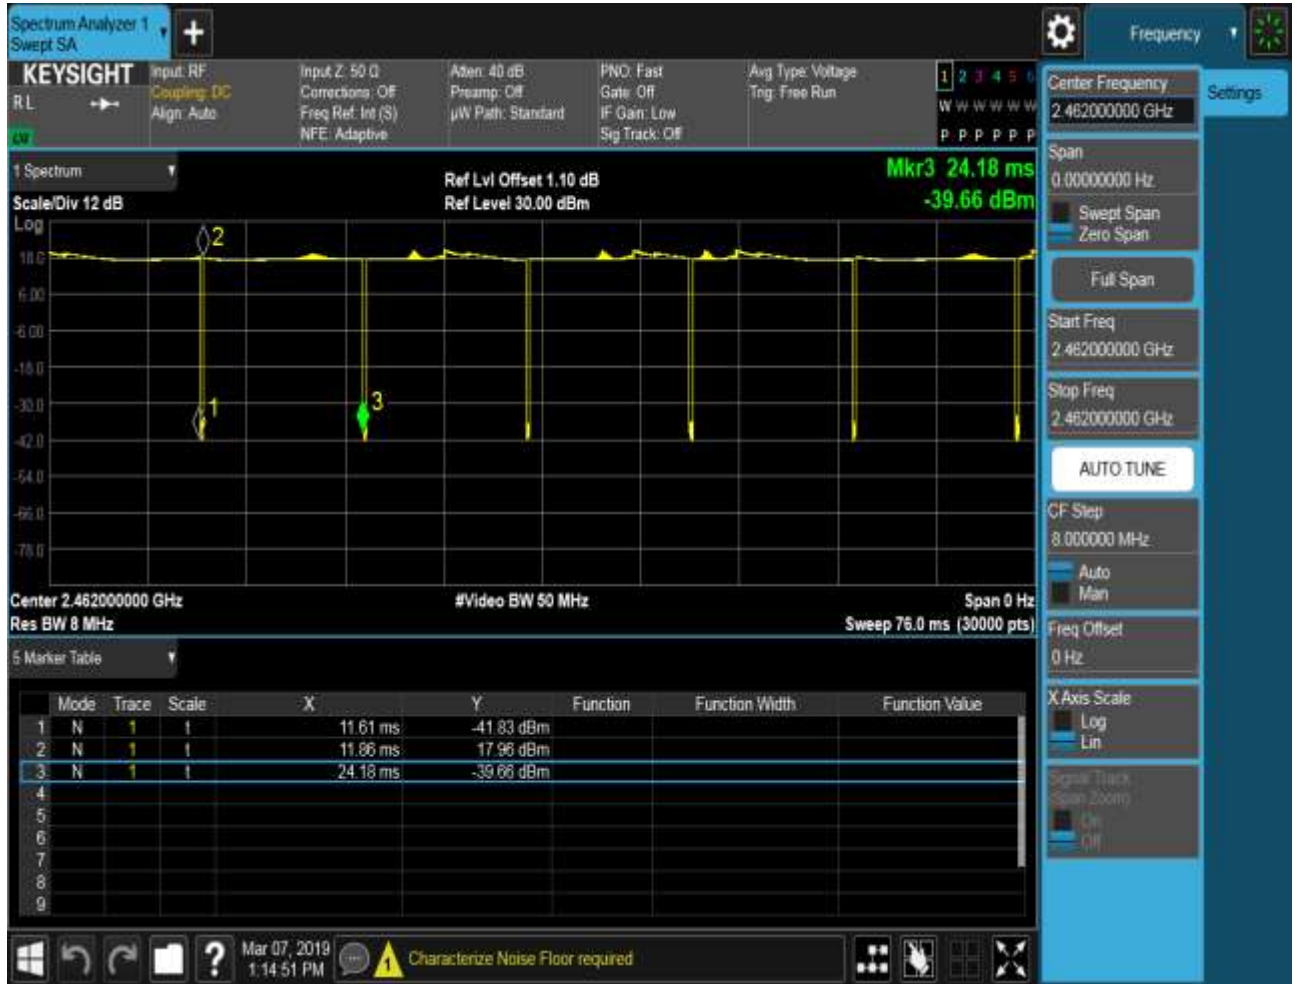 Spectrum Analyzer 1
Swept SA
+
Frequency
KEYSIGHT
RL
Input: RF
Coupling: DC
Align: Auto
Input Z: 50 Ω
Corrections: Off
Freq Ref: Int (S)
NFE: Adaptive
Atten: 40 dB
Preamp: Off
µW Path: Standard
PNO: Fast
Gate: Off
IF Gain: Low
Sig Track: Off
Avg Type: Voltage
Trig: Free Run
1 2 3 4 5 6
W W W W W W
P P P P P P
1 Spectrum
Scale/Div 12 dB
Ref Lvl Offset 1.10 dB
Ref Level 30.00 dBm
Mkr3 24.18 ms
-39.66 dBm
Log
18.0
6.00
-6.00
-18.0
-30.0
-42.0
-54.0
-66.0
-78.0
2
1
3
Center 2.462000000 GHz
Res BW 8 MHz
#Video BW 50 MHz
Span 0 Hz
Sweep 76.0 ms (30000 pts)
5 Marker Table
Mode Trace Scale X Y Function Function Width Function Value
1 N 1 t 11.61 ms -41.83 dBm
2 N 1 t 11.86 ms 17.96 dBm
3 N 1 t 24.18 ms -39.66 dBm
4
5
6
7
8
9
?
Mar 07, 2019
1:14:51 PM
1
Characterize Noise Floor required
Center Frequency
2.462000000 GHz
Settings
Span
0.00000000 Hz
Swept Span
Zero Span
Full Span
Start Freq
2.462000000 GHz
Stop Freq
2.462000000 GHz
AUTO TUNE
CF Step
8.000000 MHz
Auto
Man
Freq Offset
0 Hz
X Axis Scale
Log
Lin
Signal Track
(Span Zoom)
On
Off